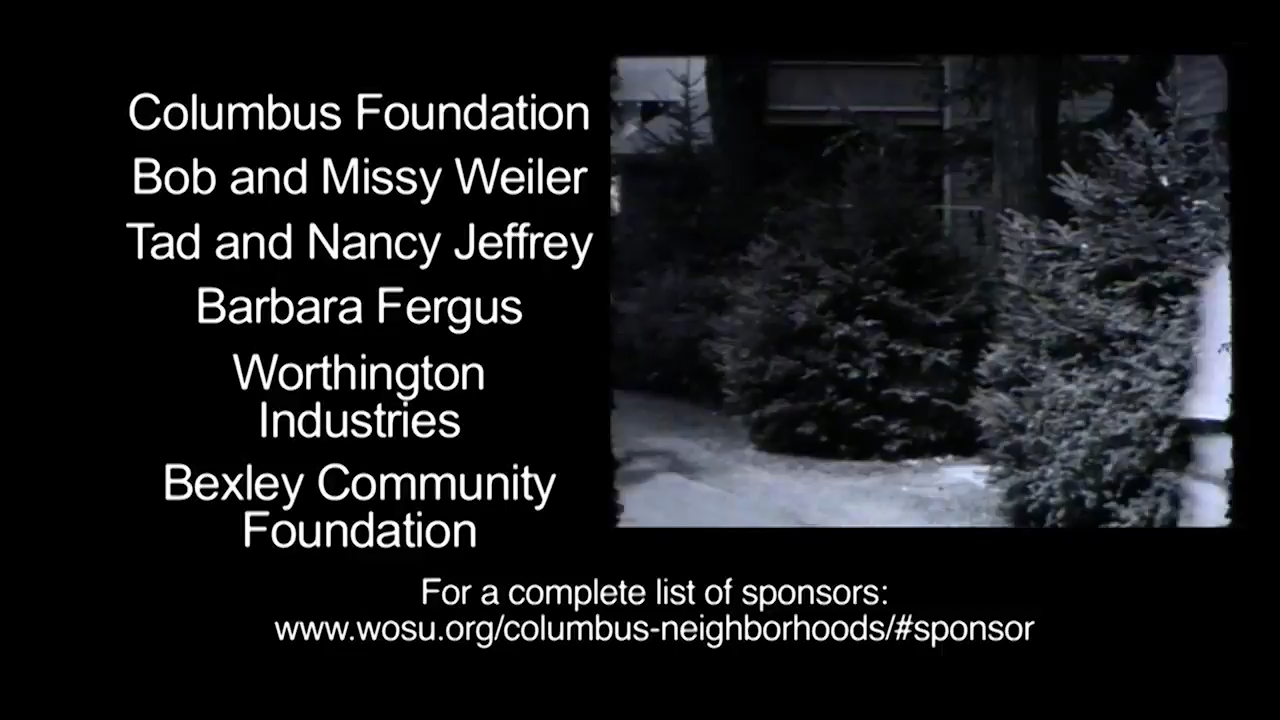 Columbus Foundation
Bob and Missy Weiler
Tad and Nancy Jeffrey
Barbara Fergus
Worthington
Industries
Bexley Community
Foundation
For a complete list of sponsors:
www.wosu.org/columbus-neighborhoods/#sponsor